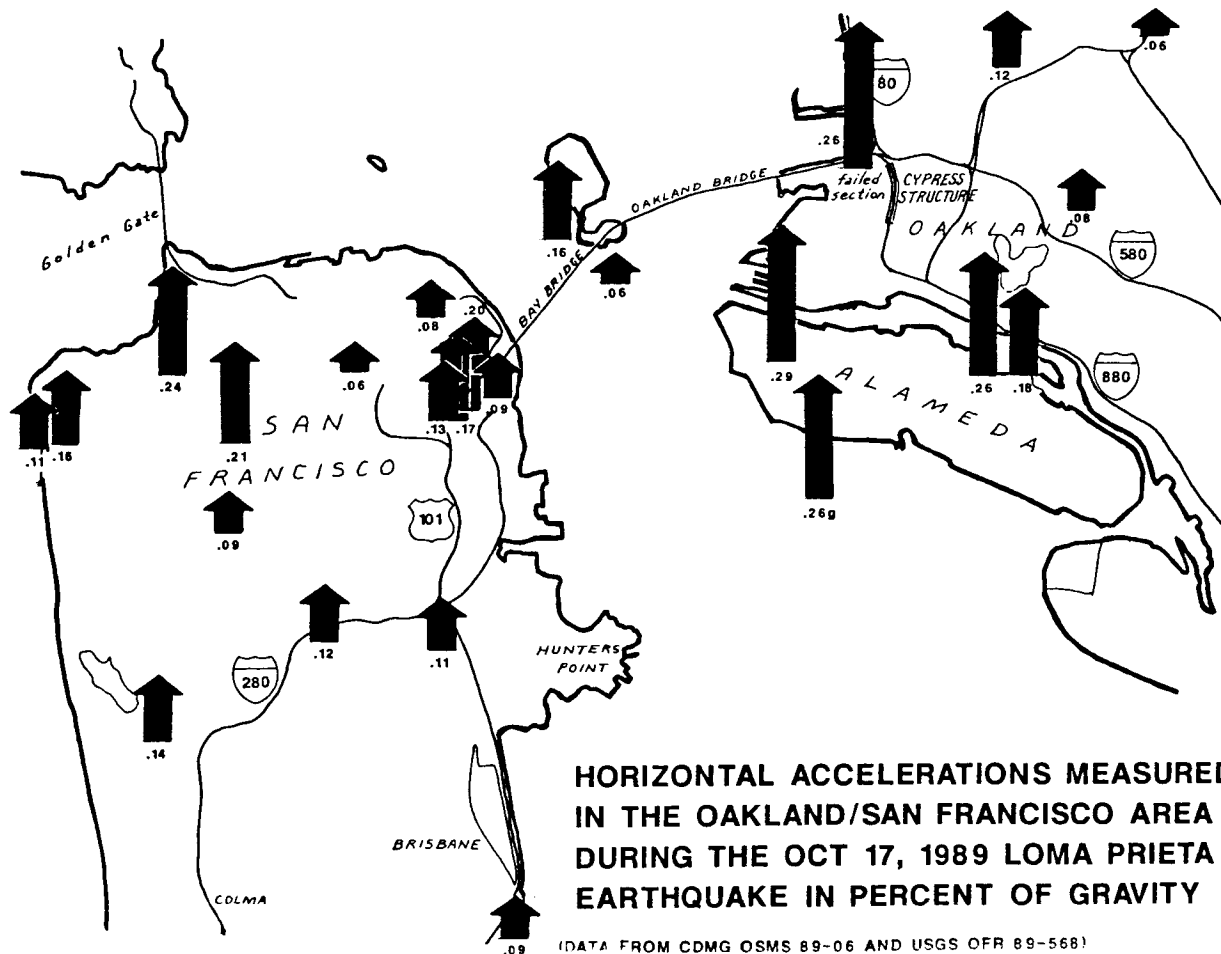 .06
.12
80
.26
failed
section
CYPRESS
STRUCTURE
OAKLAND
.08
580
OAKLAND BRIDGE
BAY BRIDGE
.16
.06
Golden Gate
.08
.20
.24
.06
.09
.13
.17
.11
.16
.21
SAN
FRANCISCO
.09
101
.29
.26
.18
880
ALAMEDA
.26g
.12
.11
HUNTERS
POINT
280
.14
BRISBANE
COLMA
.09
HORIZONTAL ACCELERATIONS MEASURED
IN THE OAKLAND/SAN FRANCISCO AREA
DURING THE OCT 17, 1989 LOMA PRIETA
EARTHQUAKE IN PERCENT OF GRAVITY
(DATA FROM CDMG OSMS 89-06 AND USGS OFR 89-568)